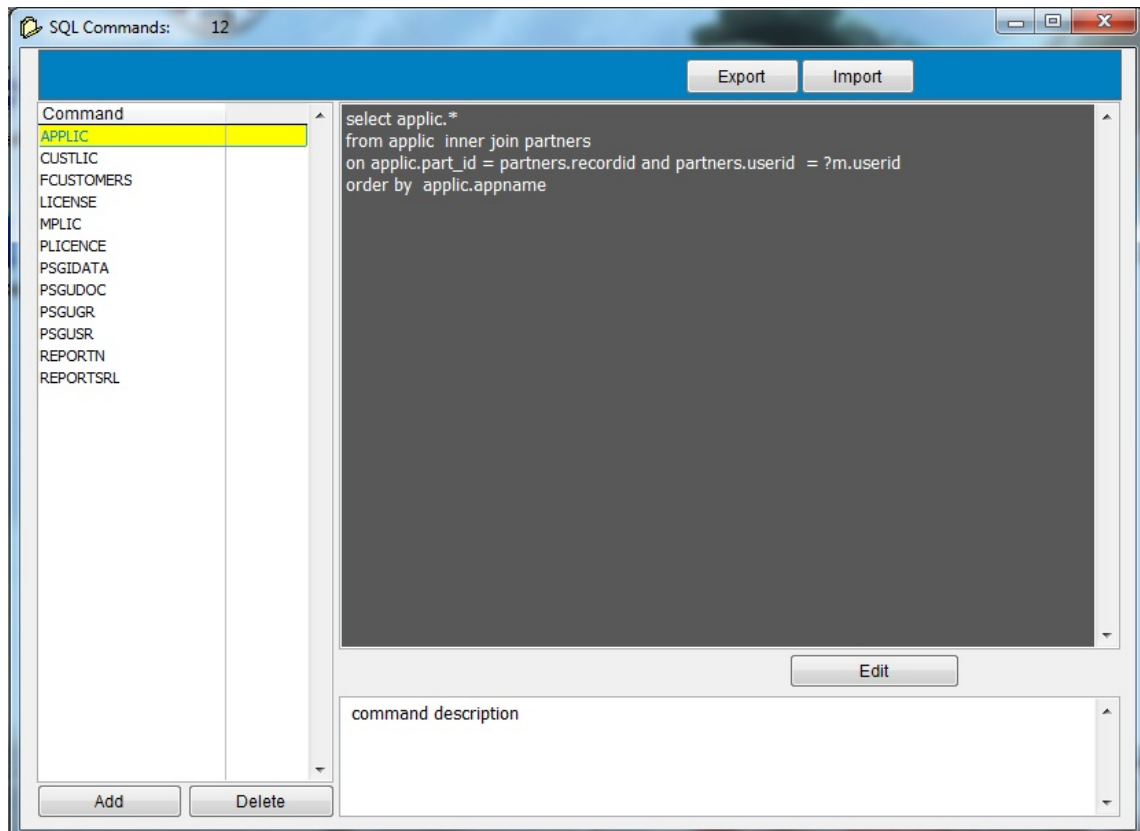 SQL Commands: 12
Export Import
Command
APPLIC
CUSTLIC
FCUSTOMERS
LICENSE
MPLIC
PLICENCE
PSGIDATA
PSGUDOC
PSGUGR
PSGUSR
REPORTN
REPORTSRL
select applic.*
from applic  inner join partners
on applic.part_id = partners.recordid and partners.userid  = ?m.userid
order by  applic.appname
Edit
command description
Add Delete